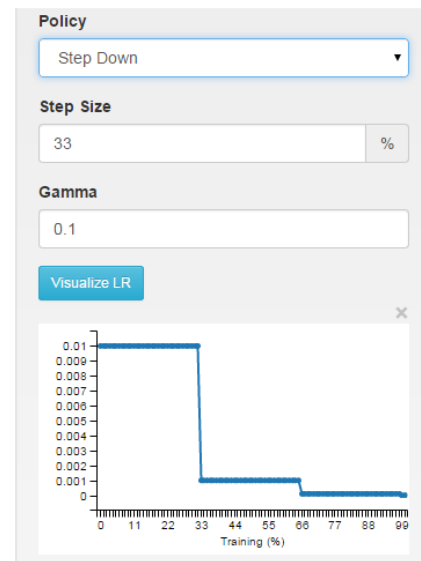 Policy
Step Down
Step Size
33 %
Gamma
0.1
Visualize LR
×
0.01
0.009
0.008
0.007
0.006
0.005
0.004
0.003
0.002
0.001
0
0 11 22 33 44 55 66 77 88 99
Training (%)